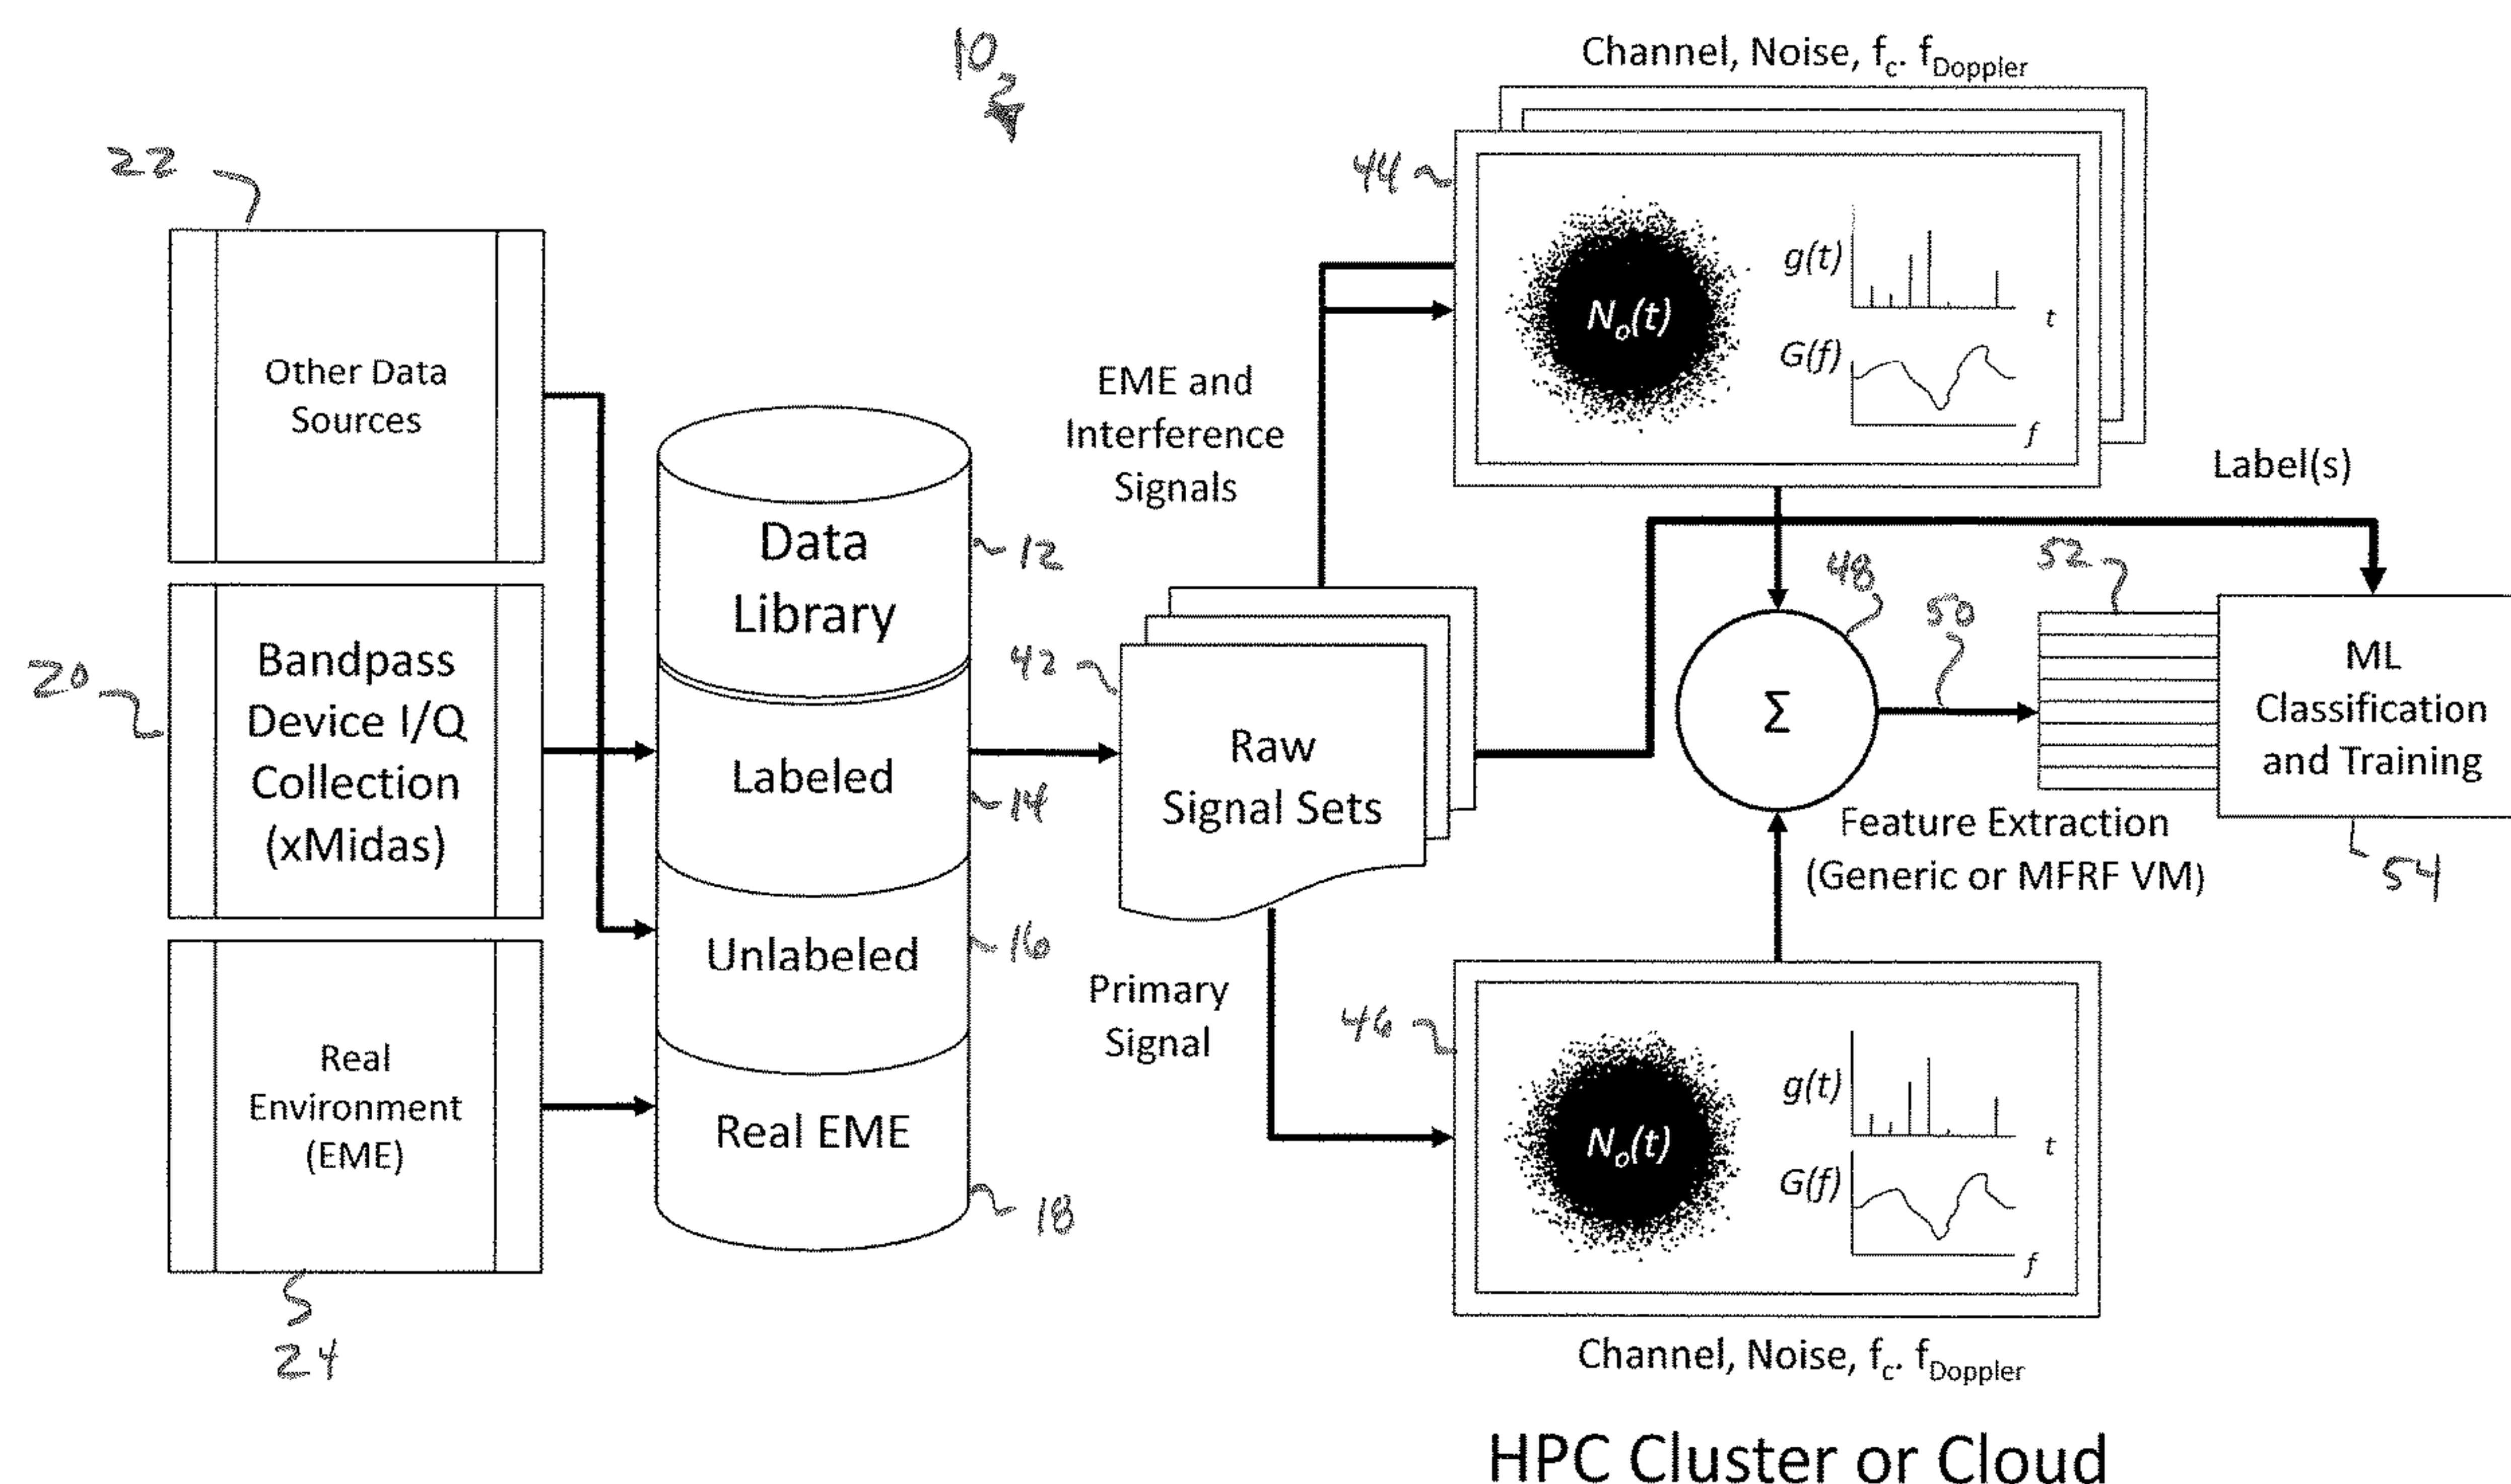 10
Channel, Noise, fc. fDoppler
22
44
Other Data
Sources
g(t)
t
No(t)
G(f)
f
EME and
Interference
Signals
Label(s)
Data
Library
12
48
50
52
20
Bandpass
Device I/Q
Collection
(xMidas)
42
Raw
Signal Sets
Σ
ML
Classification
and Training
Labeled
14
Feature Extraction
(Generic or MFRF VM)
54
Unlabeled
16
Primary
Signal
46
Real
Environment
(EME)
24
Real EME
18
g(t)
t
No(t)
G(f)
f
Channel, Noise, fc. fDoppler
HPC Cluster or Cloud